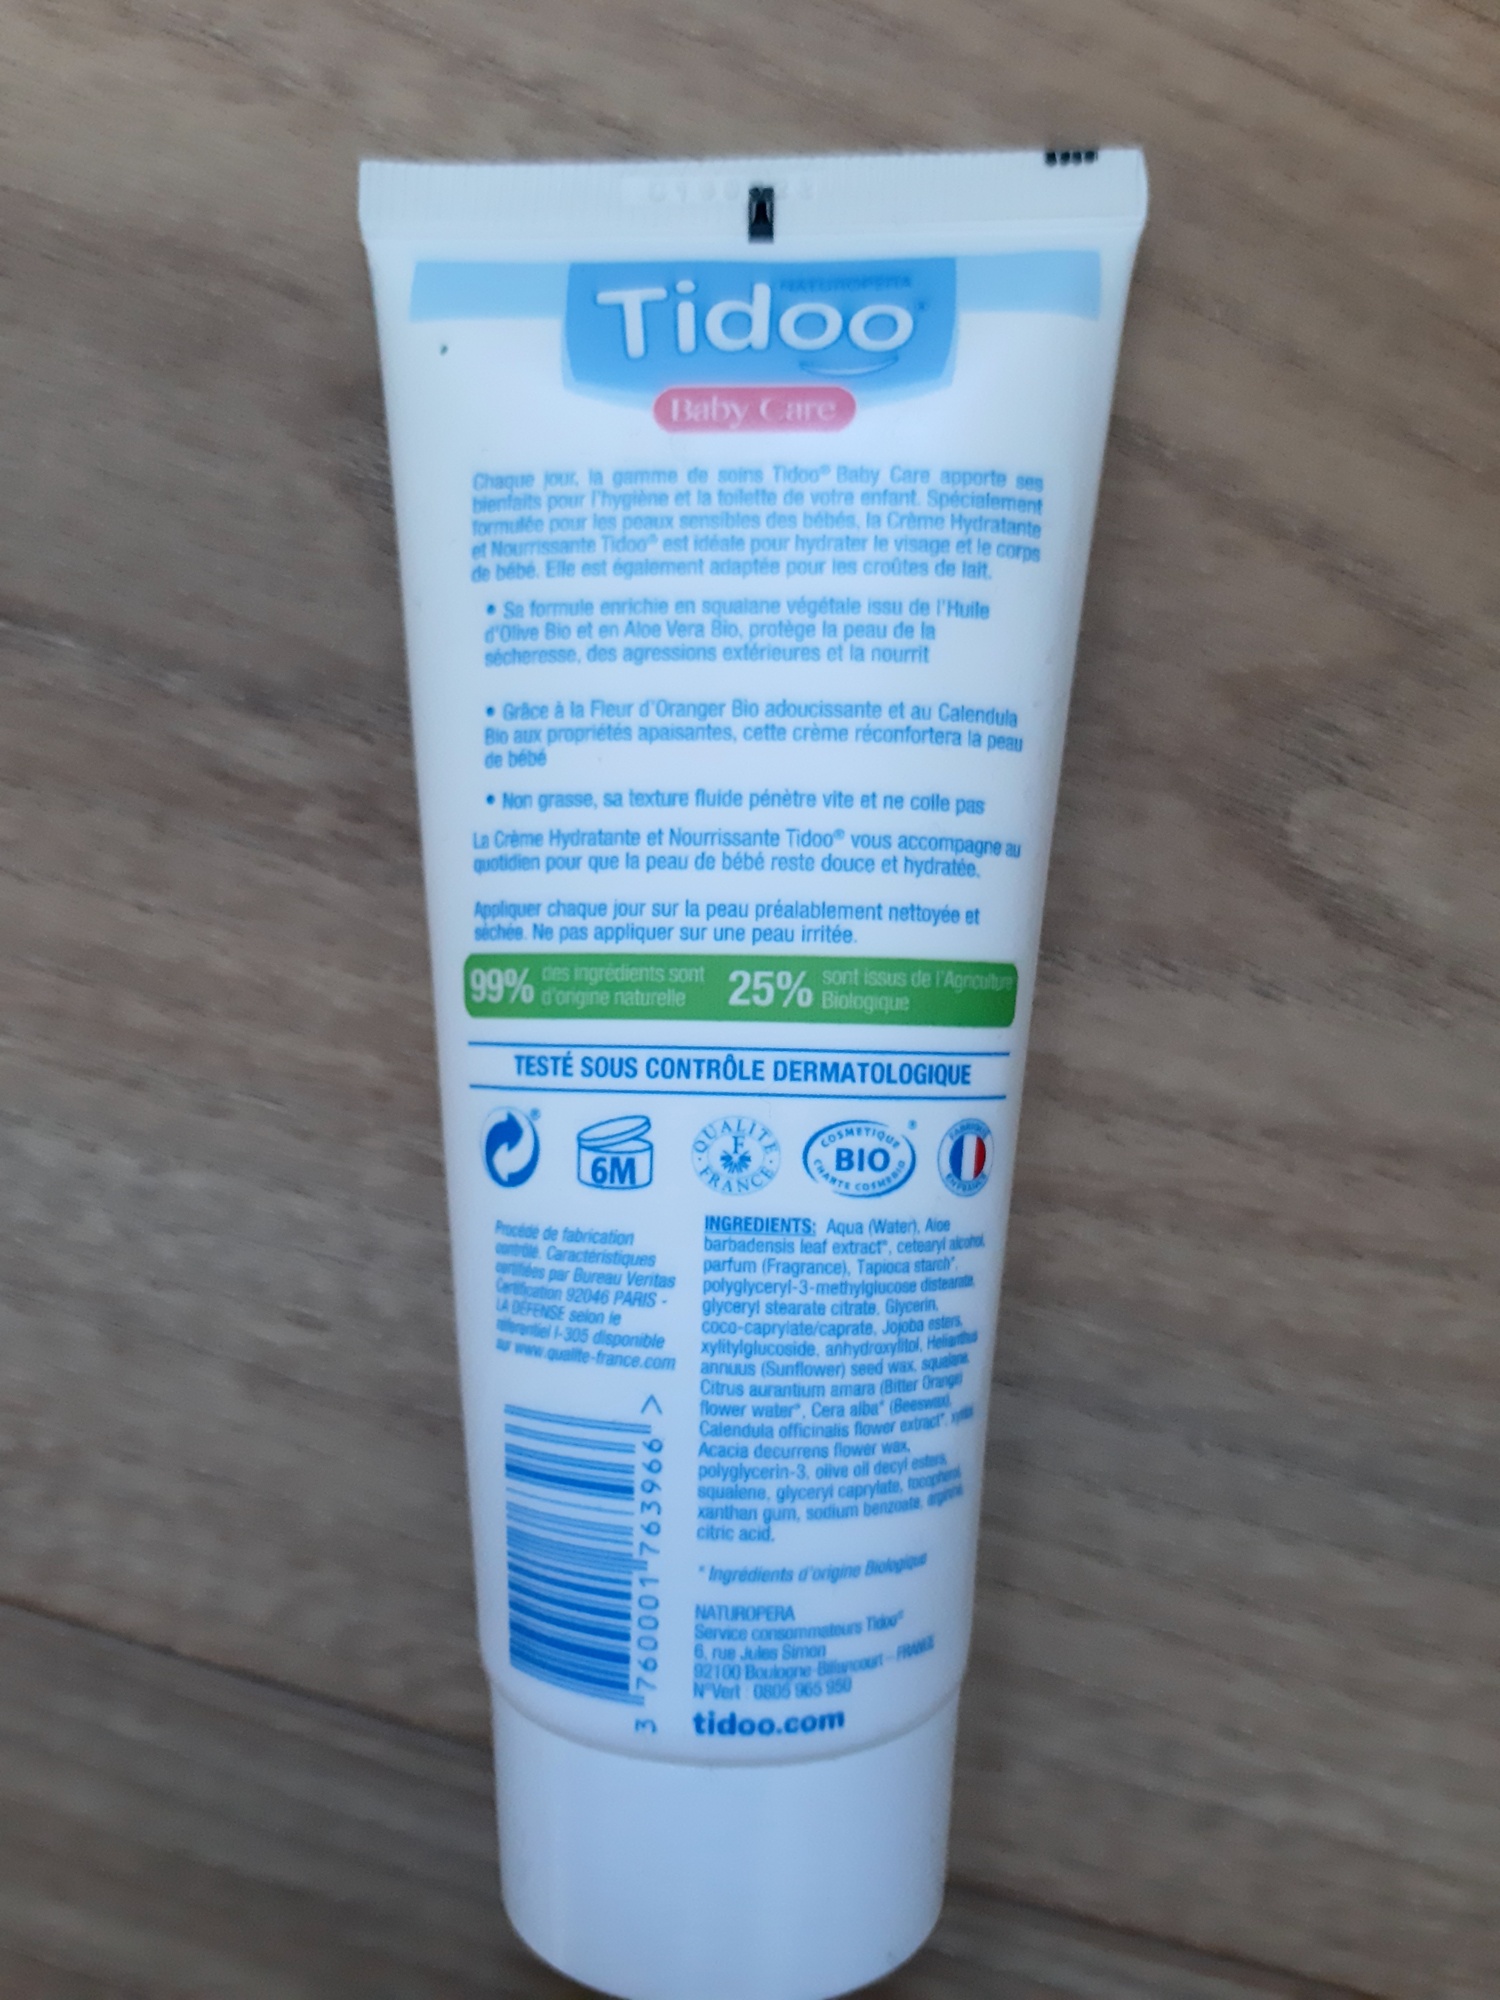 NATUROPERA
Tidoo®
Baby Care
Chaque jour, la gamme de soins Tidoo® Baby Care apporte ses
bienfaits pour l'hygiène et la toilette de votre enfant. Spécialement
formulée pour les peaux sensibles des bébés, la Crème Hydratante
et Nourrissante Tidoo® est idéale pour hydrater le visage et le corps
de bébé. Elle est également adaptée pour les croûtes de lait.
• Sa formule enrichie en squalane végétale issu de l'Huile
d'Olive Bio et en Aloe Vera Bio, protège la peau de la
sécheresse, des agressions extérieures et la nourrit
• Grâce à la Fleur d'Oranger Bio adoucissante et au Calendula
Bio aux propriétés apaisantes, cette crème réconfortera la peau
de bébé
• Non grasse, sa texture fluide pénètre vite et ne colle pas
La Crème Hydratante et Nourrissante Tidoo® vous accompagne au
quotidien pour que la peau de bébé reste douce et hydratée.
Appliquer chaque jour sur la peau préalablement nettoyée et
séchée. Ne pas appliquer sur une peau irritée.
99% des ingrédients sont
d'origine naturelle
25% sont issus de l'Agriculture
Biologique
TESTÉ SOUS CONTRÔLE DERMATOLOGIQUE
6M
QUALITE
F
FRANCE
COSMETIQUE
BIO
CHARTE COSMEBIO
FABRIQUÉ
EN FRANCE
Procédé de fabrication
contrôlé. Caractéristiques
certifiées par Bureau Veritas
Certification 92046 PARIS -
LA DÉFENSE selon le
référentiel I-305 disponible
sur www.qualite-france.com
INGREDIENTS: Aqua (Water), Aloe
barbadensis leaf extract*, cetearyl alcohol,
parfum (Fragrance), Tapioca starch*,
polyglyceryl-3-methylglucose distearate,
glyceryl stearate citrate, Glycerin,
coco-caprylate/caprate, Jojoba esters,
xylitylglucoside, anhydroxylitol, Helianthus
annuus (Sunflower) seed wax, squalane,
Citrus aurantium amara (Bitter Orange)
flower water*, Cera alba* (Beeswax),
Calendula officinalis flower extract*, xylitol
Acacia decurrens flower wax,
polyglycerin-3, olive oil decyl esters,
squalene, glyceryl caprylate, tocopherol,
xanthan gum, sodium benzoate, arginine,
citric acid.
* Ingrédients d'origine Biologique
NATUROPERA
Service consommateurs Tidoo®
6, rue Jules Simon
92100 Boulogne-Billancourt - FRANCE
N°Vert : 0805 965 950
tidoo.com
3 760001 763966 >